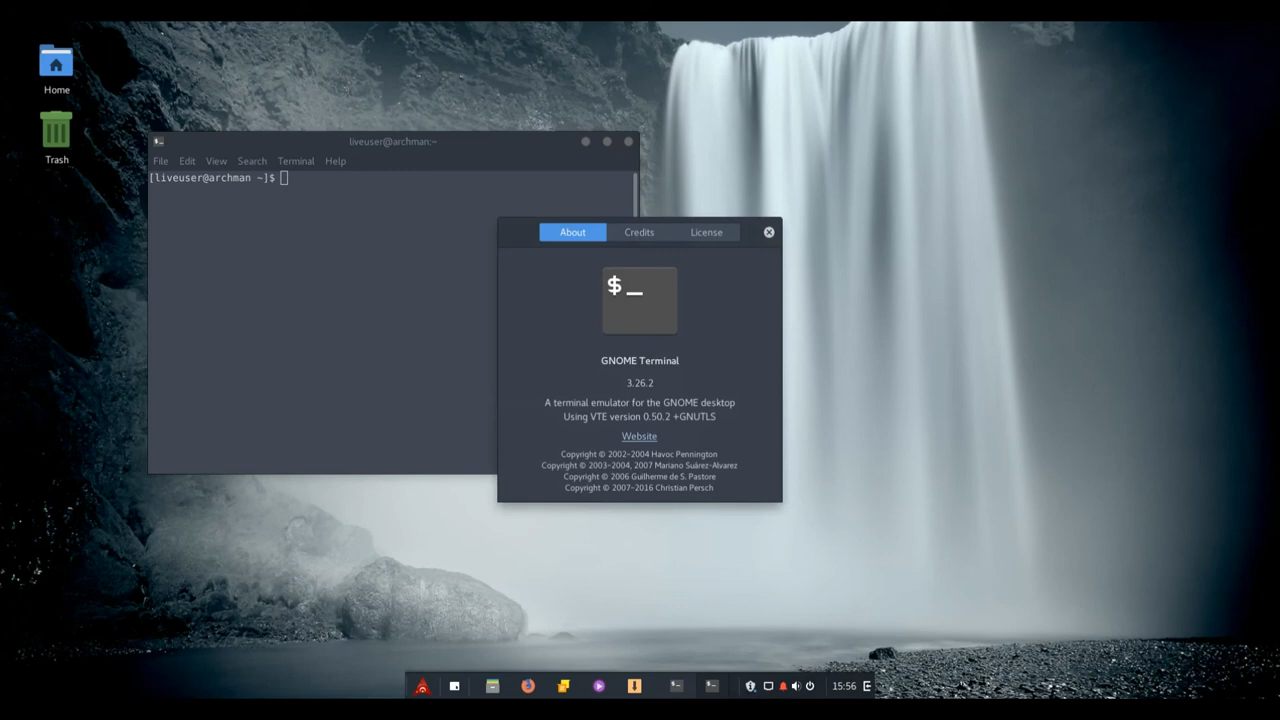 Home
Trash
liveuser@archman:~
File Edit View Search Terminal Help
[liveuser@archman ~]$
About Credits License
$_
GNOME Terminal
3.26.2
A terminal emulator for the GNOME desktop
Using VTE version 0.50.2 +GNUTLS
Website
Copyright © 2002–2004 Havoc Pennington
Copyright © 2003–2004, 2007 Mariano Suárez-Alvarez
Copyright © 2006 Guilherme de S. Pastore
Copyright © 2007–2016 Christian Persch
15:56